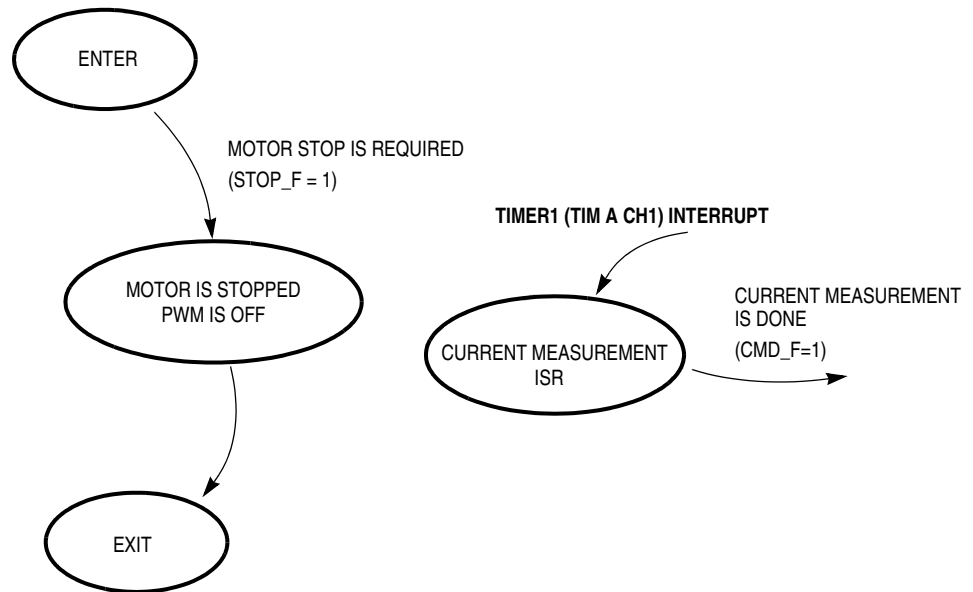 ENTER
MOTOR STOP IS REQUIRED
(STOP_F = 1)
MOTOR IS STOPPED
PWM IS OFF
EXIT
TIMER1 (TIM A CH1) INTERRUPT
CURRENT MEASUREMENT
ISR
CURRENT MEASUREMENT
IS DONE
(CMD_F=1)